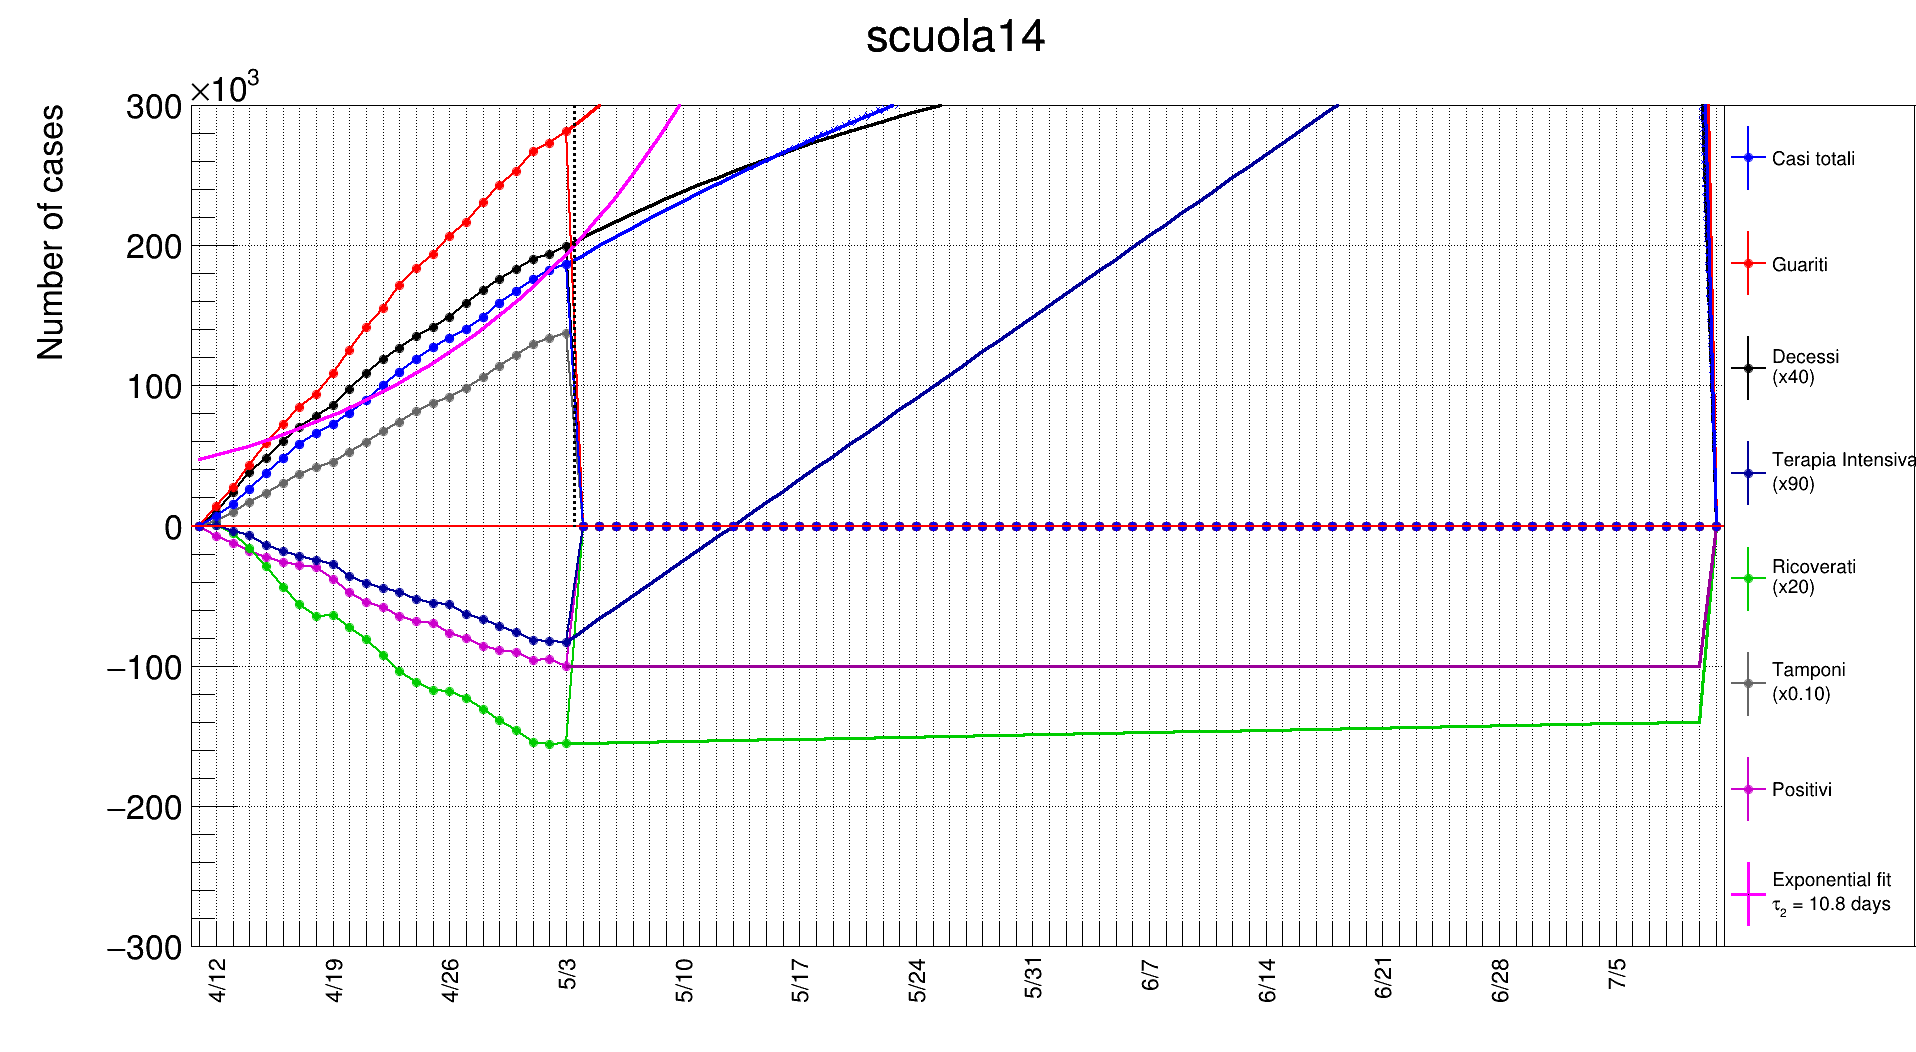 scuola14
×10³
Number of cases
300
200
100
0
−100
−200
−300
4/12
4/19
4/26
5/3
5/10
5/17
5/24
5/31
6/7
6/14
6/21
6/28
7/5
Casi totali
Guariti
Decessi
(x40)
Terapia Intensiva
(x90)
Ricoverati
(x20)
Tamponi
(x0.10)
Positivi
Exponential fit
τ₂ = 10.8 days